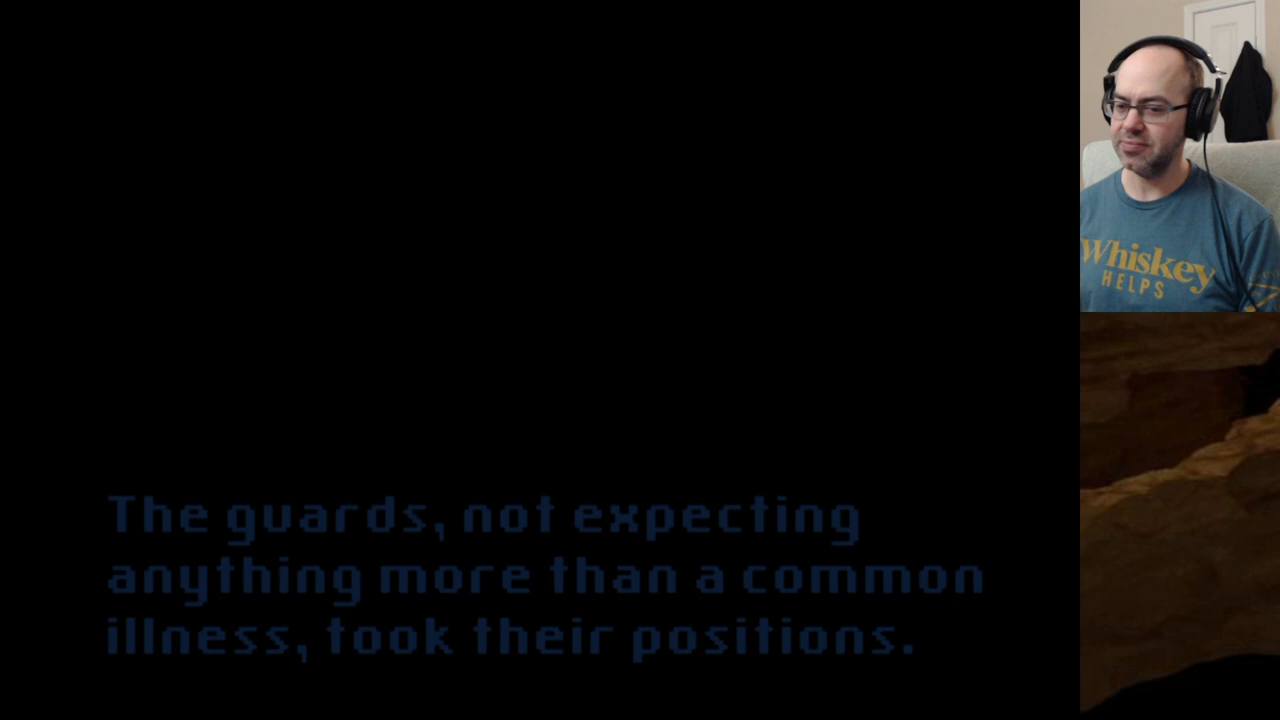 The guards, not expecting
anything more than a common
illness, took their positions.
Whiskey
HELPS